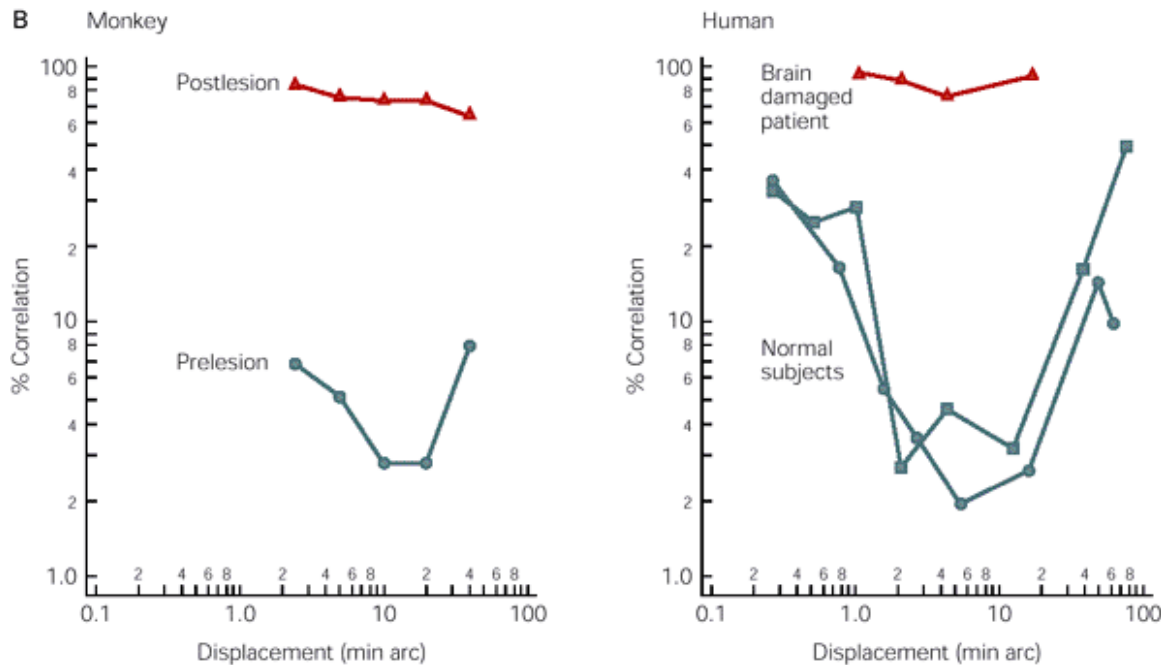 B Monkey
Human
100
8
6
4
2
10
8
6
4
2
1.0
% Correlation
Postlesion
Prelesion
2 4 6 8 2 4 6 8 2 4 6 8
0.1 1.0 10 100
Displacement (min arc)
100
8
6
4
2
10
8
6
4
2
1.0
% Correlation
Brain
damaged
patient
Normal
subjects
2 4 6 8 2 4 6 8 2 4 6 8
0.1 1.0 10 100
Displacement (min arc)